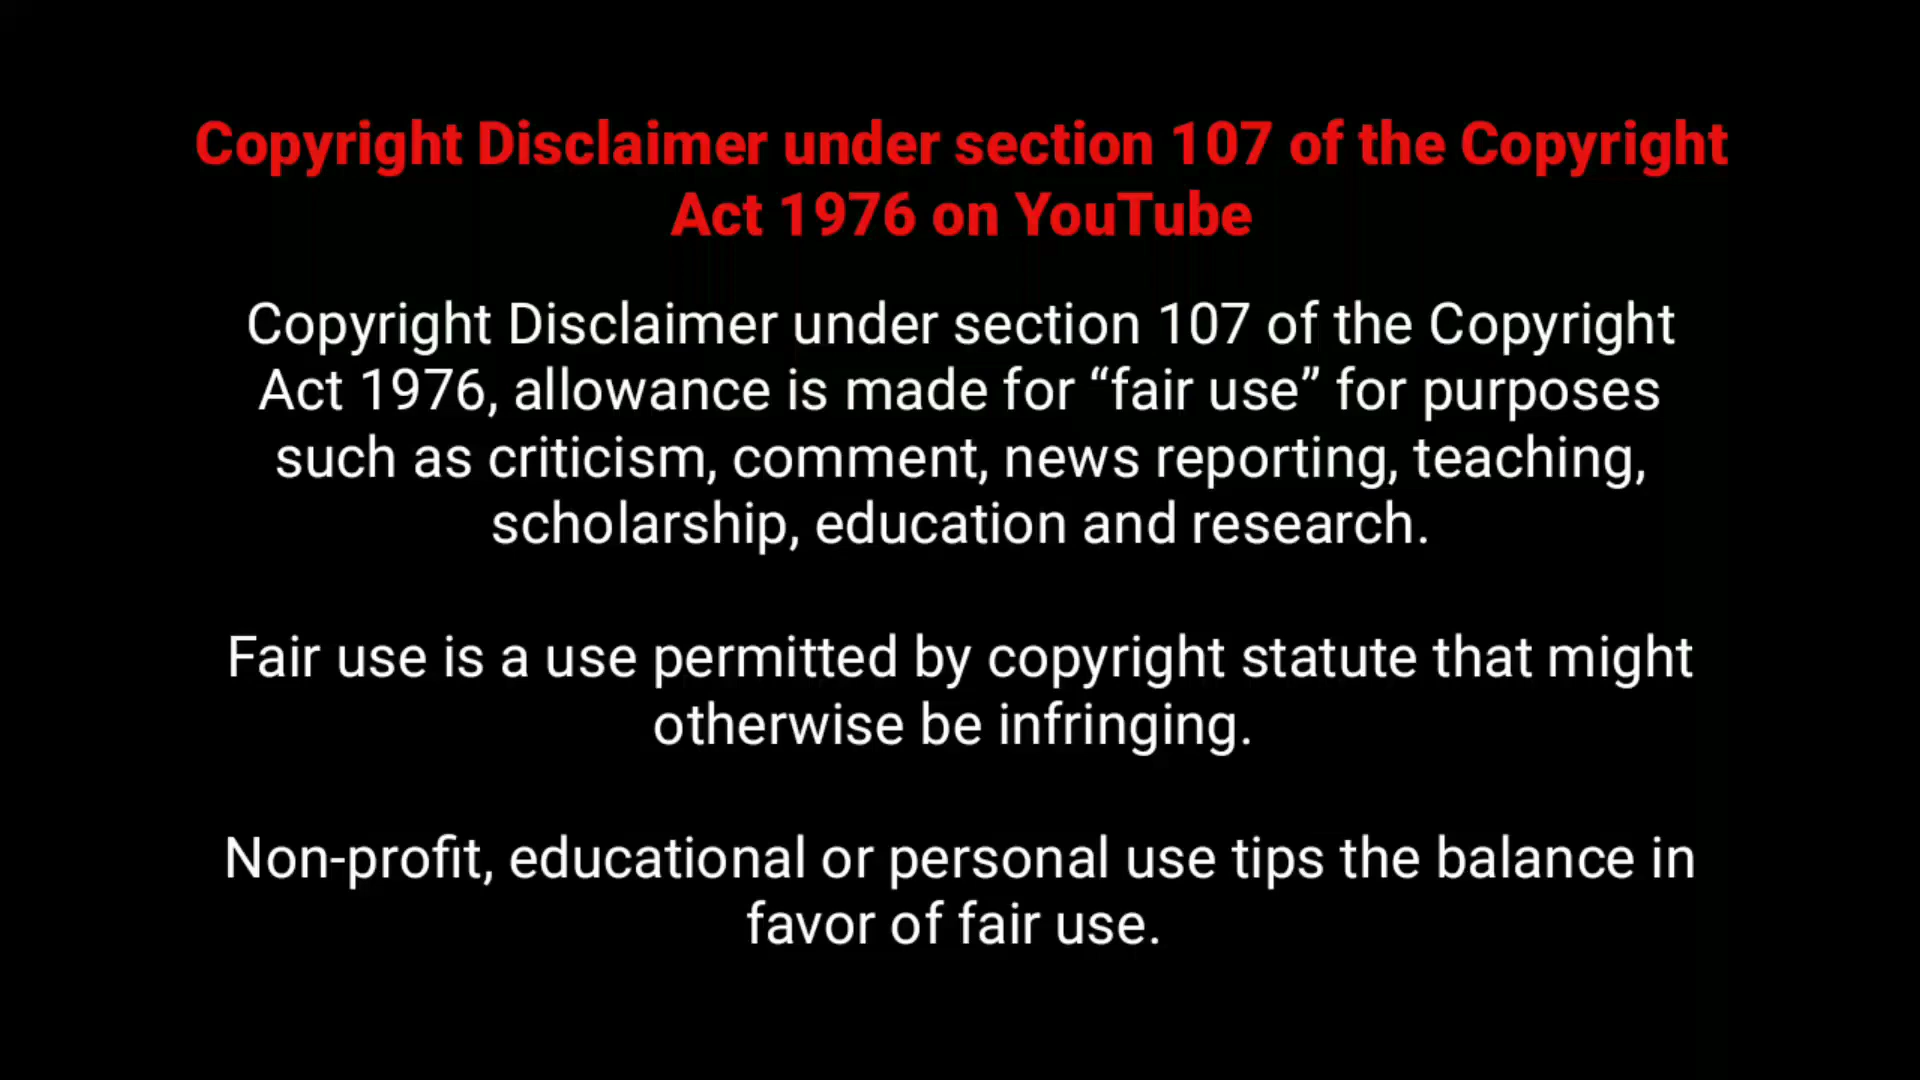 Copyright Disclaimer under section 107 of the Copyright
Act 1976 on YouTube
Copyright Disclaimer under section 107 of the Copyright
Act 1976, allowance is made for “fair use” for purposes
such as criticism, comment, news reporting, teaching,
scholarship, education and research.
Fair use is a use permitted by copyright statute that might
otherwise be infringing.
Non-profit, educational or personal use tips the balance in
favor of fair use.